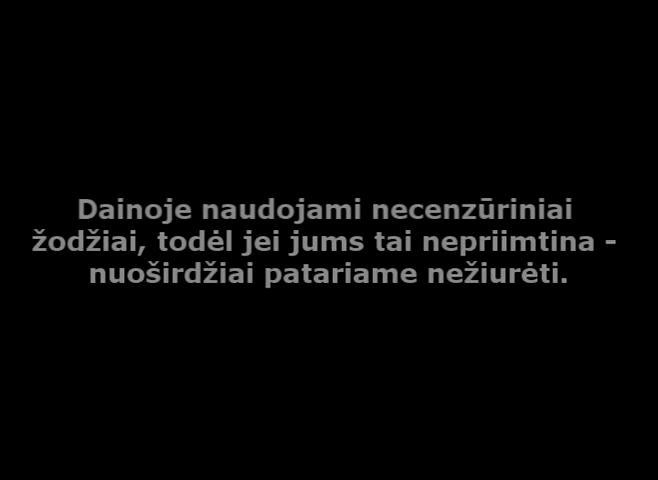 Dainoje naudojami necenzūriniai
žodžiai, todėl jei jums tai nepriimtina -
nuoširdžiai patariame nežiurėti.